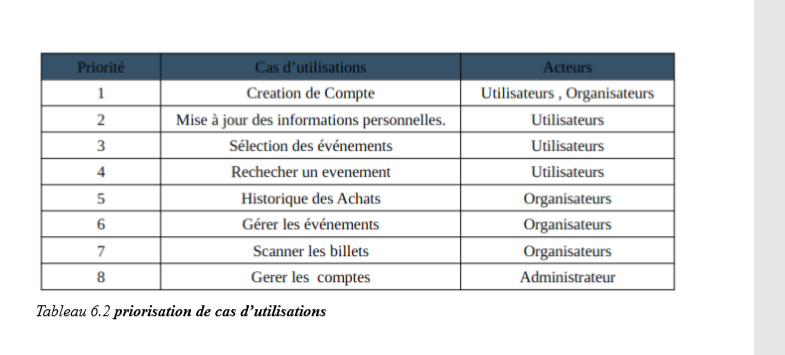 Priorité Cas d'utilisations Acteurs
1 Creation de Compte Utilisateurs , Organisateurs
2 Mise à jour des informations personnelles. Utilisateurs
3 Sélection des événements Utilisateurs
4 Rechecher un evenement Utilisateurs
5 Historique des Achats Organisateurs
6 Gérer les événements Organisateurs
7 Scanner les billets Organisateurs
8 Gerer les comptes Administrateur
Tableau 6.2 priorisation de cas d'utilisations